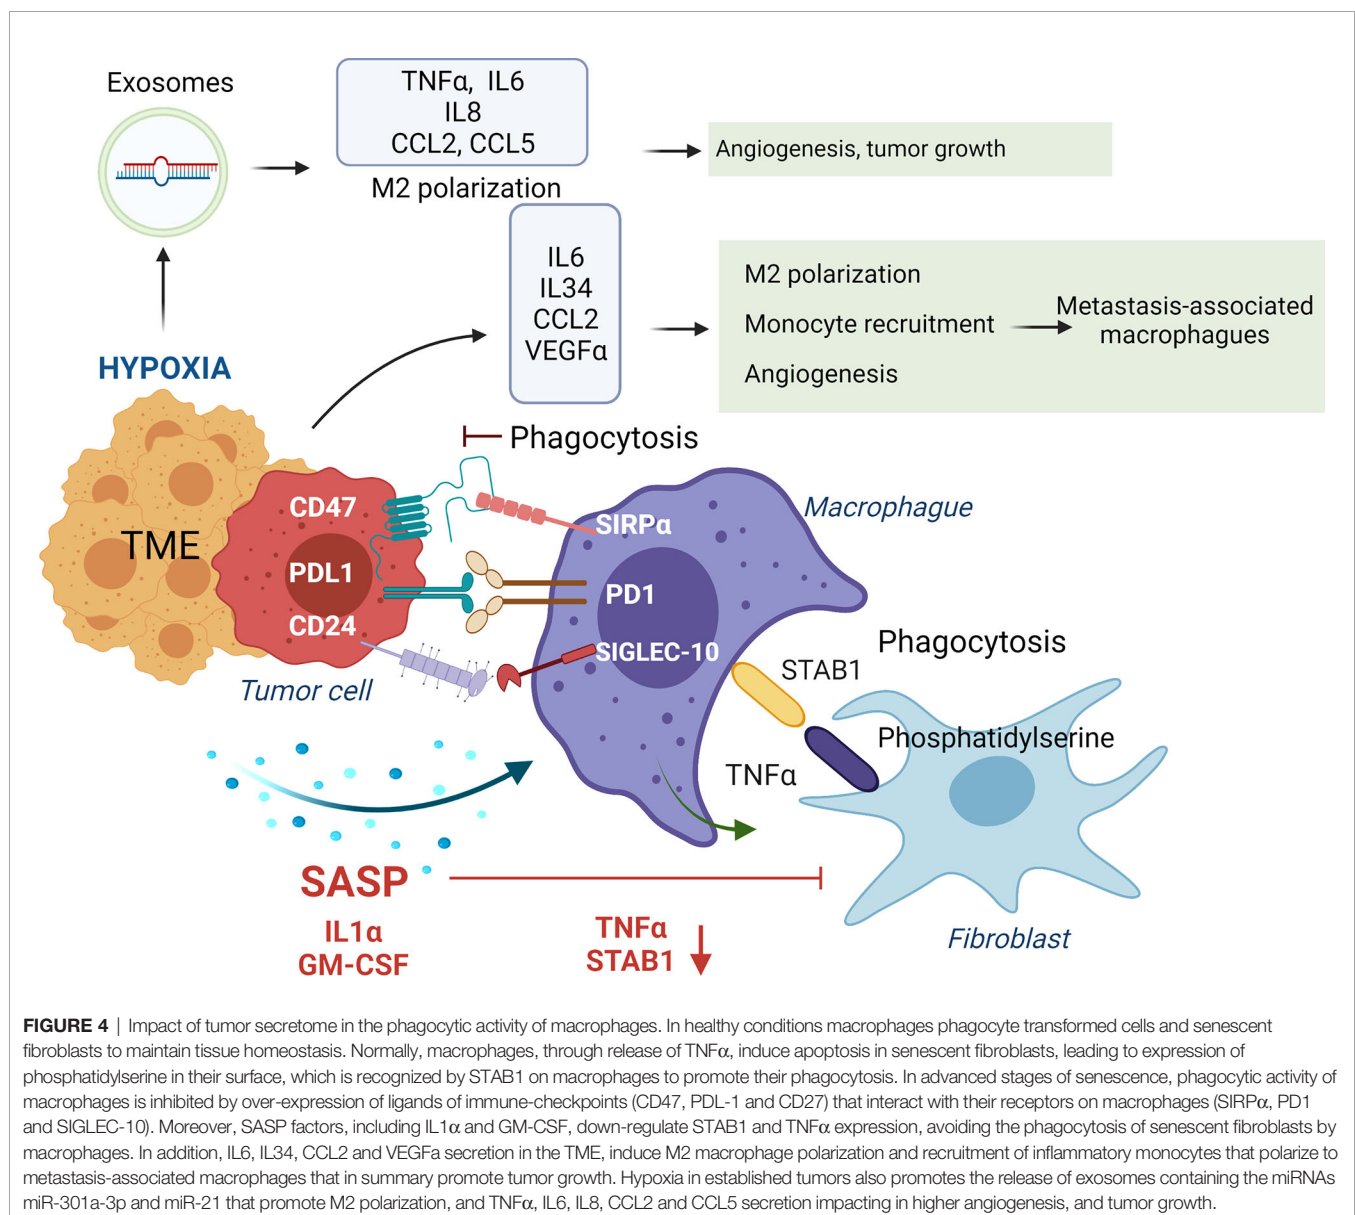 Exosomes
TNFα, IL6
IL8
CCL2, CCL5
M2 polarization
Angiogenesis, tumor growth
IL6
IL34
CCL2
VEGFα
M2 polarization
Monocyte recruitment
Angiogenesis
Metastasis-associated
macrophagues
HYPOXIA
Phagocytosis
TME
CD47
PDL1
CD24
Tumor cell
SIRPα
PD1
SIGLEC-10
Macrophague
Phagocytosis
STAB1
Phosphatidylserine
TNFα
Fibroblast
SASP
IL1α
GM-CSF
TNFα
STAB1
FIGURE 4 | Impact of tumor secretome in the phagocytic activity of macrophages. In healthy conditions macrophages phagocyte transformed cells and senescent
fibroblasts to maintain tissue homeostasis. Normally, macrophages, through release of TNFα, induce apoptosis in senescent fibroblasts, leading to expression of
phosphatidylserine in their surface, which is recognized by STAB1 on macrophages to promote their phagocytosis. In advanced stages of senescence, phagocytic activity of
macrophages is inhibited by over-expression of ligands of immune-checkpoints (CD47, PDL-1 and CD27) that interact with their receptors on macrophages (SIRPα, PD1
and SIGLEC-10). Moreover, SASP factors, including IL1α and GM-CSF, down-regulate STAB1 and TNFα expression, avoiding the phagocytosis of senescent fibroblasts by
macrophages. In addition, IL6, IL34, CCL2 and VEGFa secretion in the TME, induce M2 macrophage polarization and recruitment of inflammatory monocytes that polarize to
metastasis-associated macrophages that in summary promote tumor growth. Hypoxia in established tumors also promotes the release of exosomes containing the miRNAs
miR-301a-3p and miR-21 that promote M2 polarization, and TNFα, IL6, IL8, CCL2 and CCL5 secretion impacting in higher angiogenesis, and tumor growth.